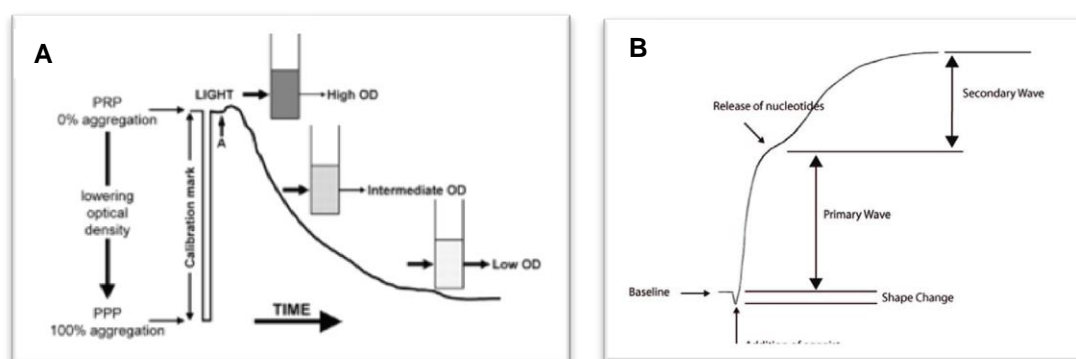 A
PRP
0% aggregation
lowering
optical
density
PPP
100% aggregation
Calibration mark
LIGHT
A
High OD
Intermediate OD
Low OD
TIME
B
Release of nucleotides
Secondary Wave
Primary Wave
Baseline
Shape Change